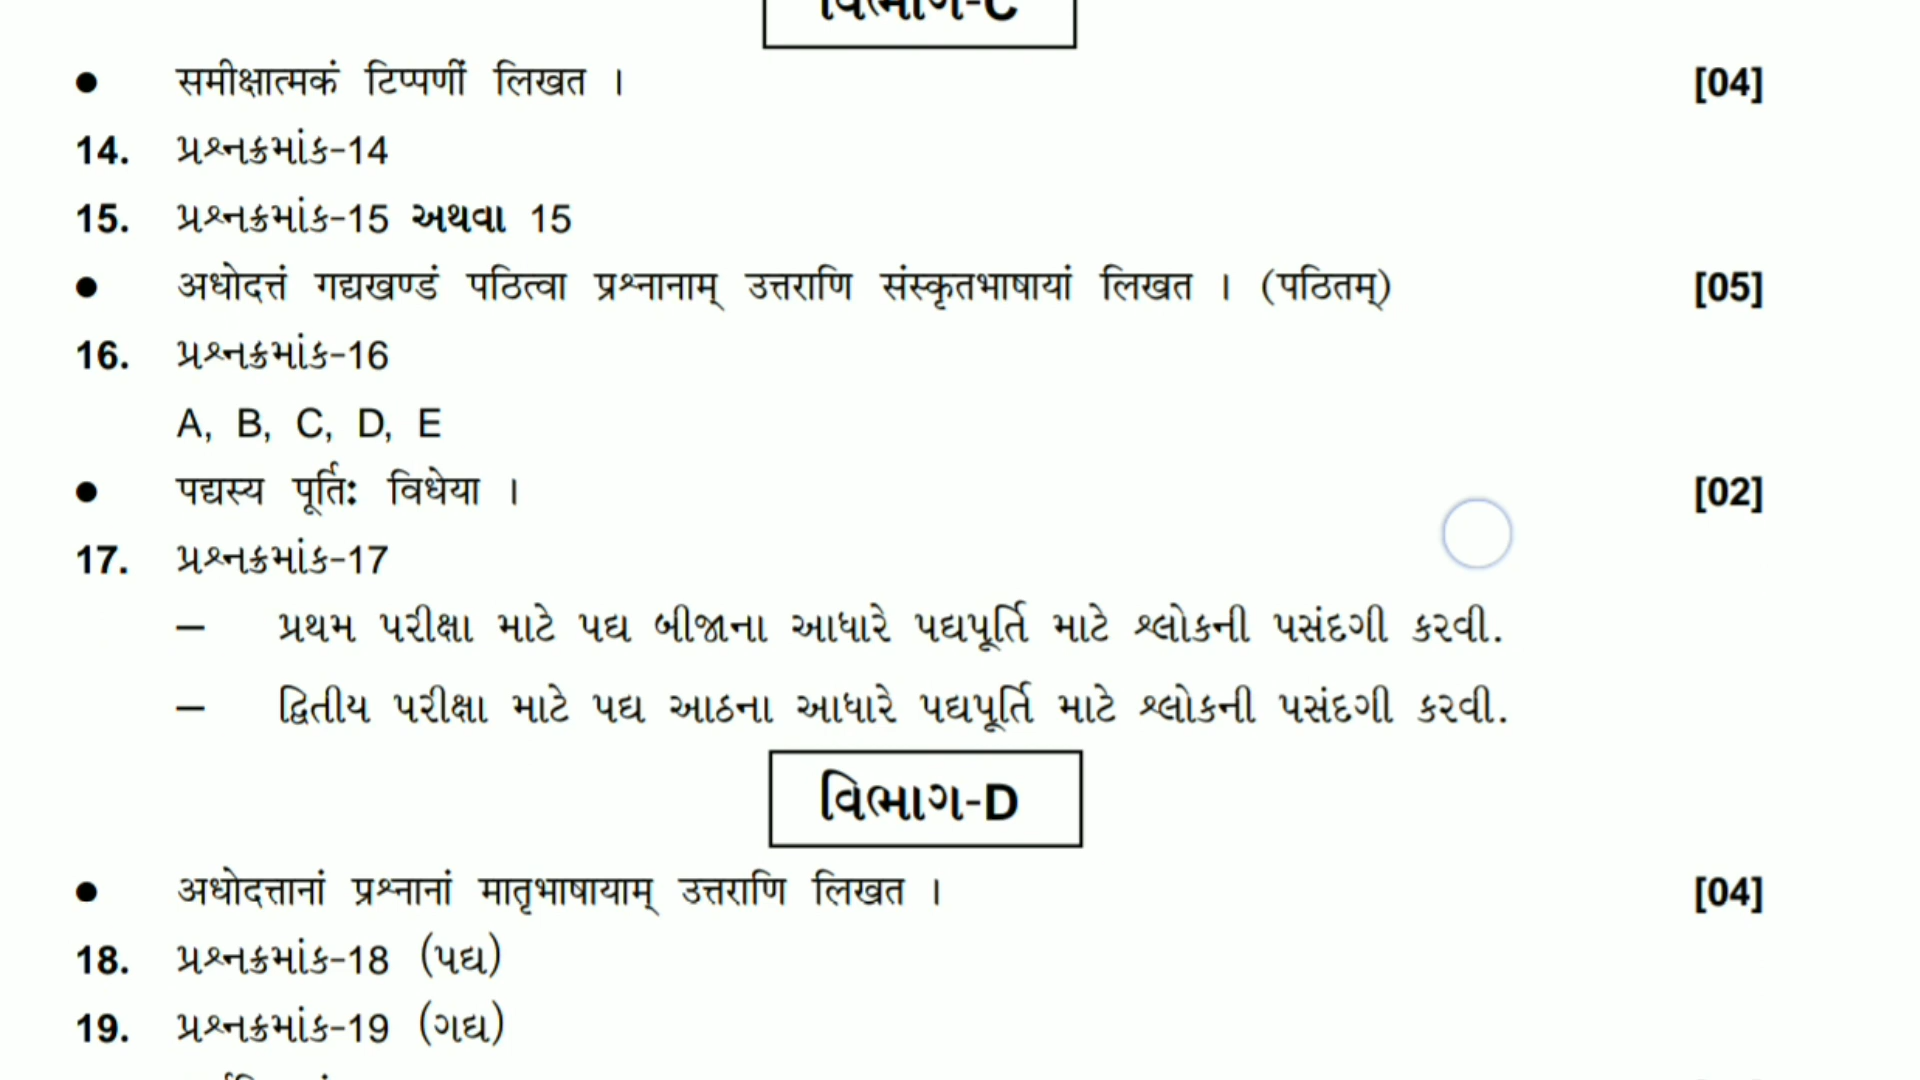 વિભાગ-C
● समीक्षात्मकं टिप्पणीं लिखत । [04]
14. પ્રશ્નક્રમાંક-14
15. પ્રશ્નક્રમાંક-15 અથવા 15
● अधोदत्तं गद्यखण्डं पठित्वा प्रश्नानाम् उत्तराणि संस्कृतभाषायां लिखत । (पठितम्) [05]
16. પ્રશ્નક્રમાંક-16
A, B, C, D, E
● पद्यस्य पूर्तिः विधेया । [02]
17. પ્રશ્નક્રમાંક-17
– પ્રથમ પરીક્ષા માટે પદ્ય બીજાના આધારે પદ્યપૂર્તિ માટે શ્લોકની પસંદગી કરવી.
– દ્વિતીય પરીક્ષા માટે પદ્ય આઠના આધારે પદ્યપૂર્તિ માટે શ્લોકની પસંદગી કરવી.
વિભાગ-D
● अधोदत्तानां प्रश्नानां मातृभाषायाम् उत्तराणि लिखत । [04]
18. પ્રશ્નક્રમાંક-18 (પદ્ય)
19. પ્રશ્નક્રમાંક-19 (ગદ્ય)